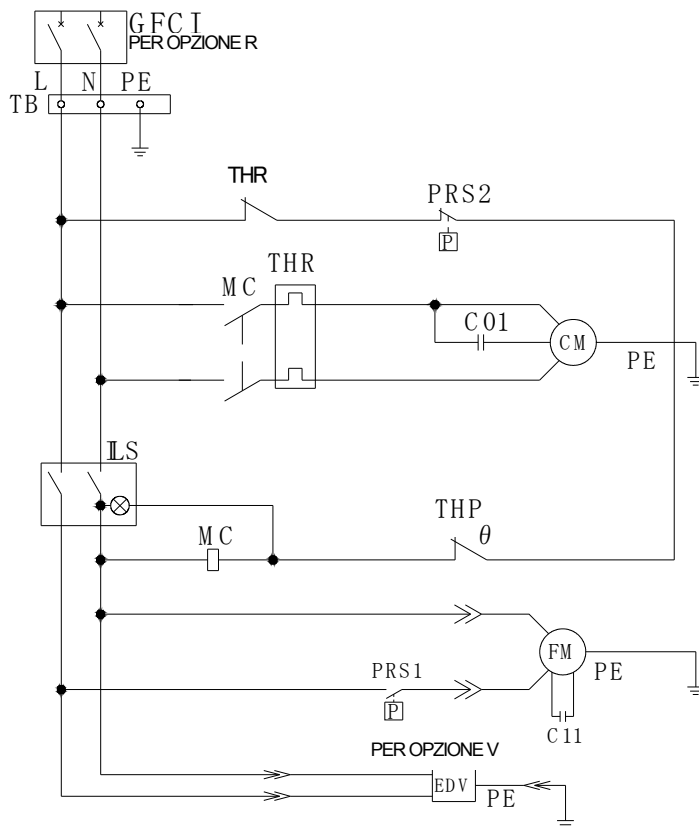 GFCI
PER OPZIONE R
L N PE
TB
THR
PRS2
P
THR
MC
C01
CM
PE
ILS
THP
θ
MC
FM
PE
PRS1
P
C11
PER OPZIONE V
EDV
PE